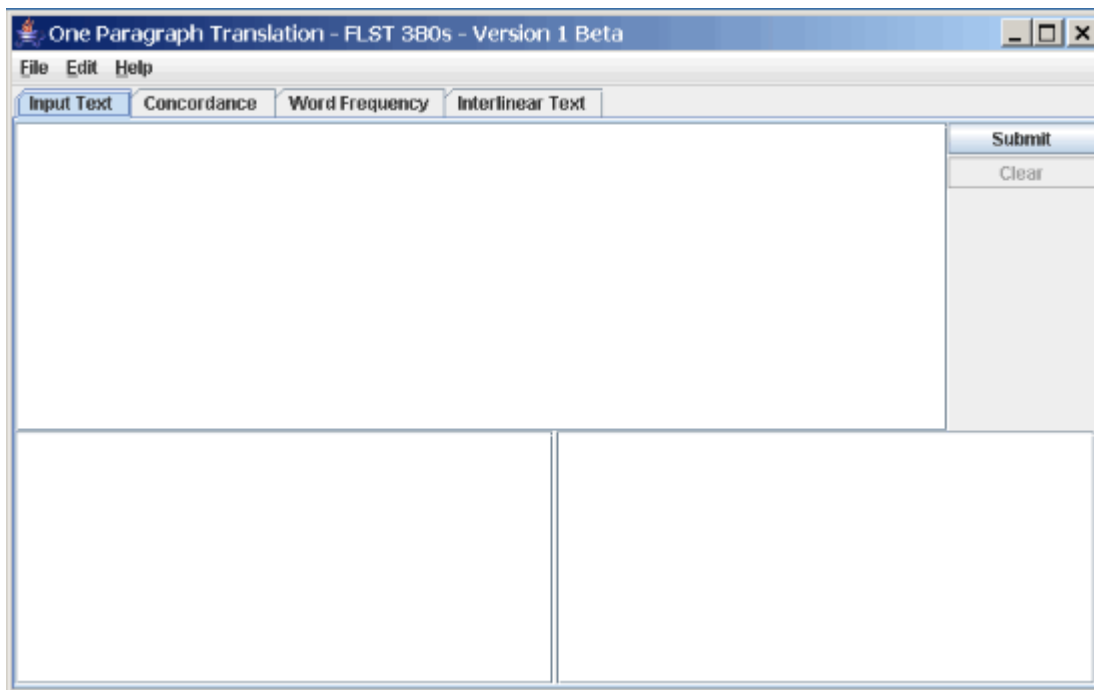 One Paragraph Translation - FLST 380s - Version 1 Beta
File Edit Help
Input Text Concordance Word Frequency Interlinear Text
Submit
Clear